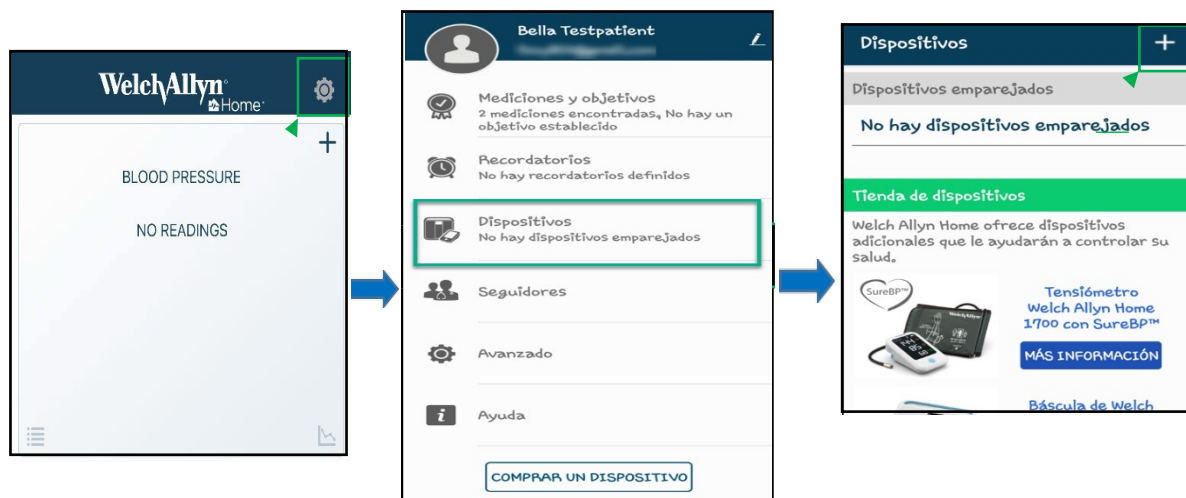 WelchAllyn®
Home®
BLOOD PRESSURE
NO READINGS
Bella Testpatient
Mediciones y objetivos
2 mediciones encontradas, No hay un
objetivo establecido
Recordatorios
No hay recordatorios definidos
Dispositivos
No hay dispositivos emparejados
Seguidores
Avanzado
Ayuda
COMPRAR UN DISPOSITIVO
Dispositivos
Dispositivos emparejados
No hay dispositivos emparejados
Tienda de dispositivos
Welch Allyn Home ofrece dispositivos
adicionales que le ayudarán a controlar su
salud.
SureBP™
Tensiómetro
Welch Allyn Home
1700 con SureBP™
MÁS INFORMACIÓN
Báscula de Welch